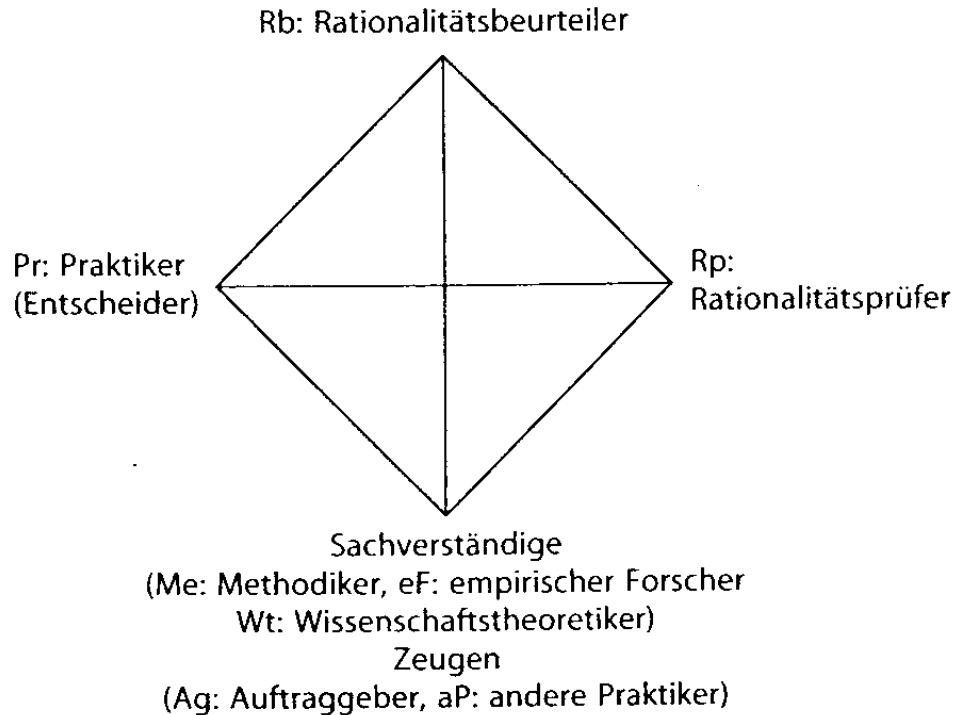 Rb: Rationalitätsbeurteiler
Pr: Praktiker
(Entscheider)
Rp:
Rationalitätsprüfer
Sachverständige
(Me: Methodiker, eF: empirischer Forscher
Wt: Wissenschaftstheoretiker)
Zeugen
(Ag: Auftraggeber, aP: andere Praktiker)